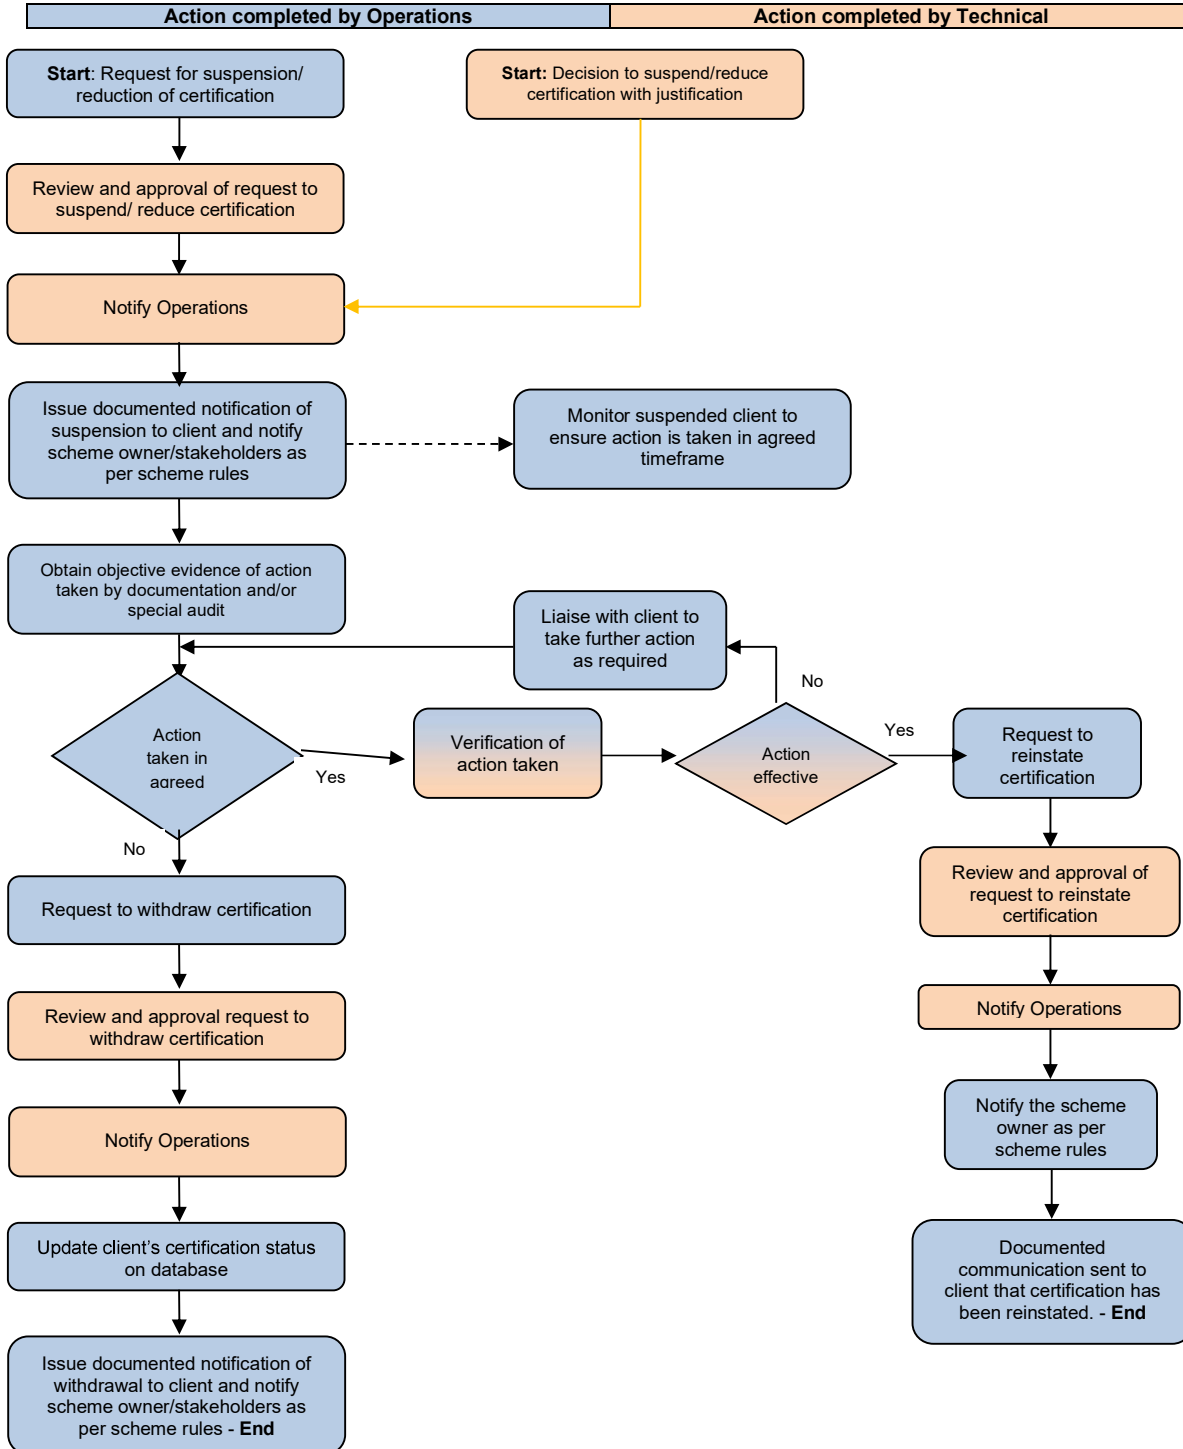 Action completed by Operations
Action completed by Technical
Start: Request for suspension/
reduction of certification
Start: Decision to suspend/reduce
certification with justification
Review and approval of request to
suspend/ reduce certification
Notify Operations
Issue documented notification of
suspension to client and notify
scheme owner/stakeholders as
per scheme rules
Monitor suspended client to
ensure action is taken in agreed
timeframe
Obtain objective evidence of action
taken by documentation and/or
special audit
Liaise with client to
take further action
as required
No
Action
taken in
agreed
Yes
Verification of
action taken
Action
effective
Yes
Request to
reinstate
certification
No
Request to withdraw certification
Review and approval of
request to reinstate
certification
Review and approval request to
withdraw certification
Notify Operations
Notify Operations
Notify the scheme
owner as per
scheme rules
Update client’s certification status
on database
Documented
communication sent to
client that certification has
been reinstated. - End
Issue documented notification of
withdrawal to client and notify
scheme owner/stakeholders as
per scheme rules - End